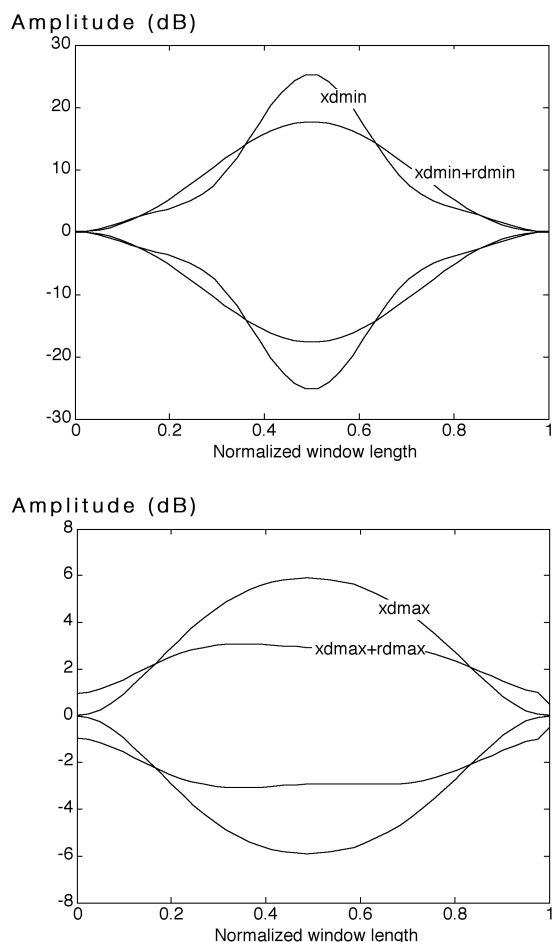 Amplitude (dB)
30
xdmin
20
xdmin+rdmin
10
0
-10
-20
-30
0 0.2 0.4 0.6 0.8 1
Normalized window length
Amplitude (dB)
8
6
xdmax
4
xdmax+rdmax
2
0
-2
-4
-6
-8
0 0.2 0.4 0.6 0.8 1
Normalized window length